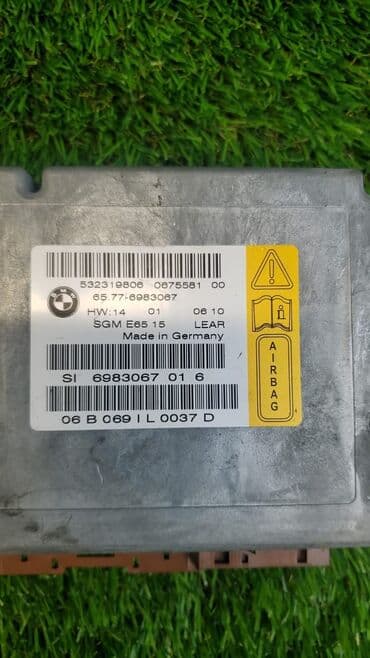 532319806 0675581 00
65.77-6983067
BMW
HW:14 01 06 10
SGM E65 15 LEAR
Made in Germany
SI 6983067 01 6
06 B 069 I L 0037 D
i
AIRBAG